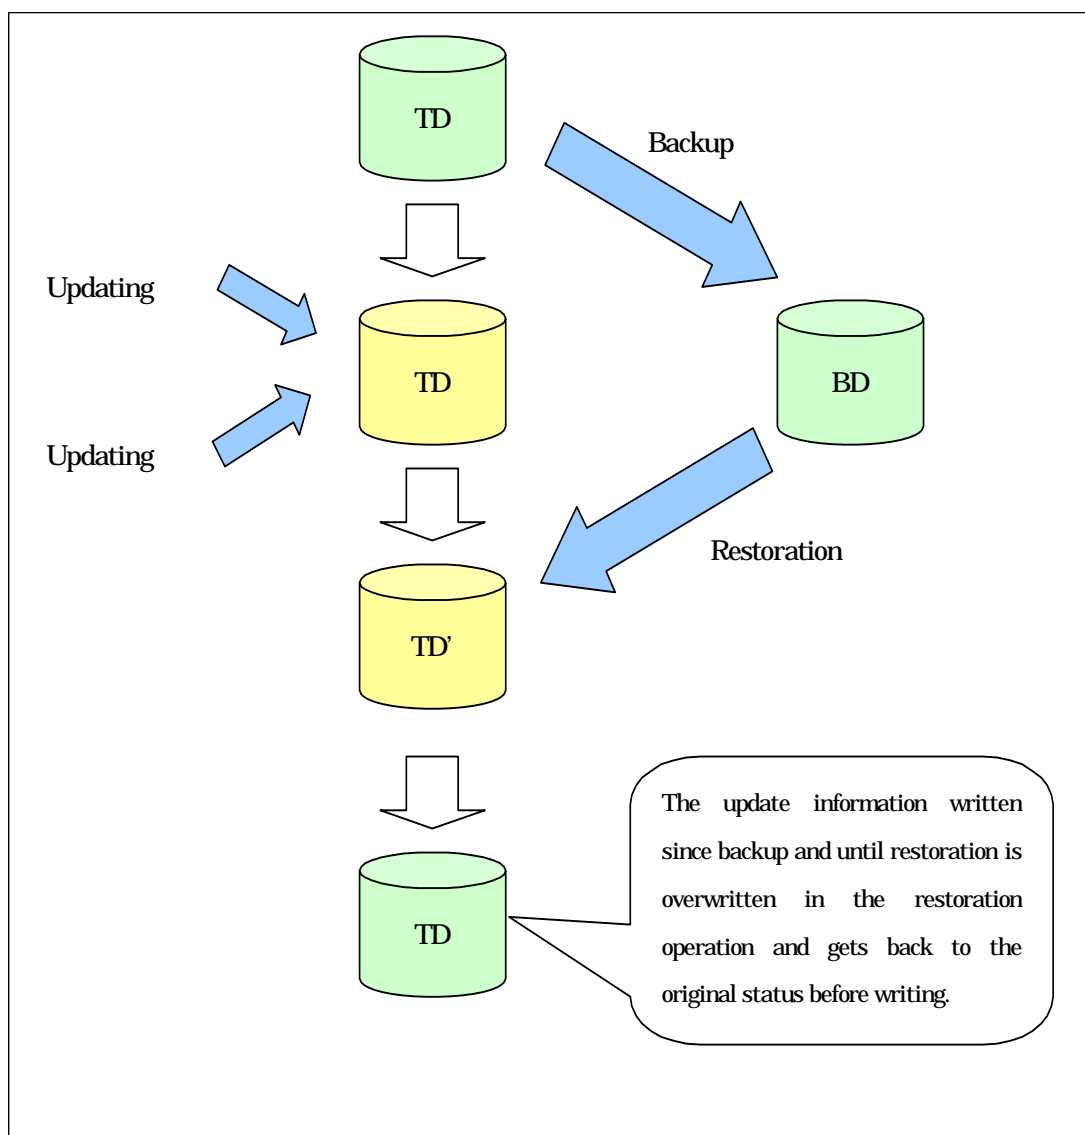 TD
Backup
Updating
TD
BD
Updating
Restoration
TD'
The update information written
since backup and until restoration is
overwritten in the restoration
operation and gets back to the
original status before writing.
TD